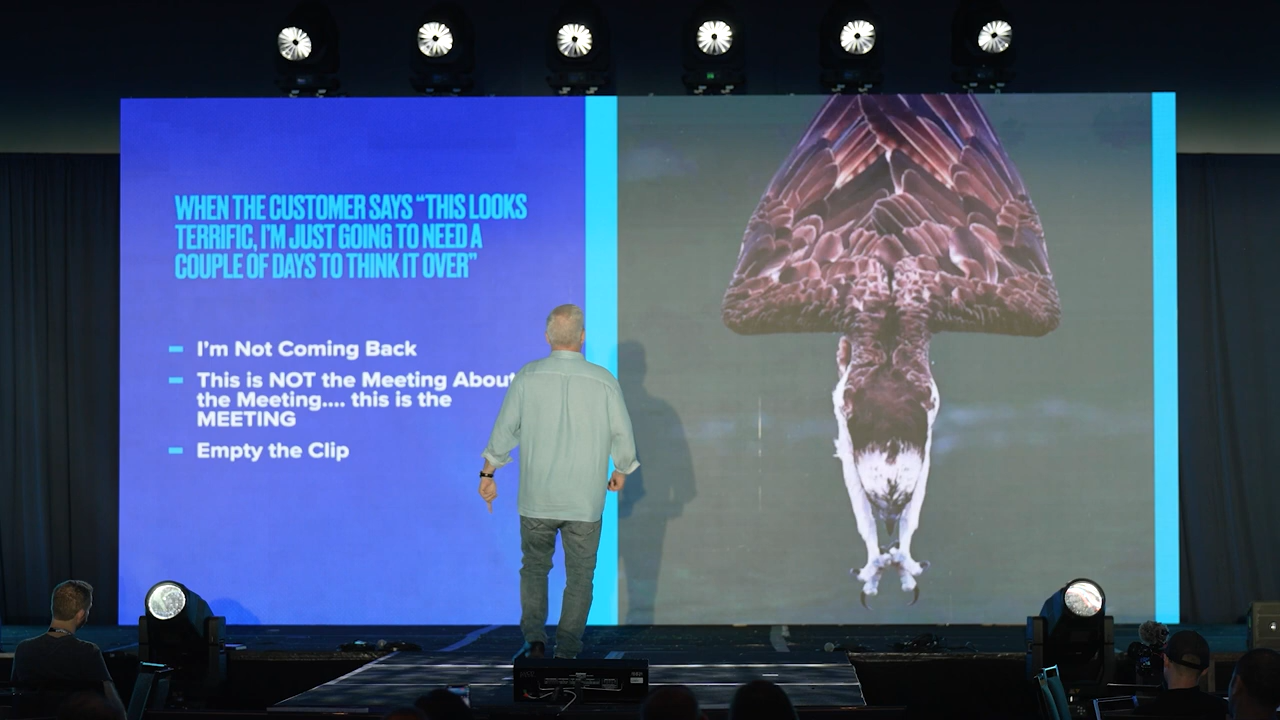 WHEN THE CUSTOMER SAYS “THIS LOOKS
TERRIFIC, I’M JUST GOING TO NEED A
COUPLE OF DAYS TO THINK IT OVER”
– I’m Not Coming Back
– This is NOT the Meeting About
the Meeting.... this is the
MEETING
– Empty the Clip